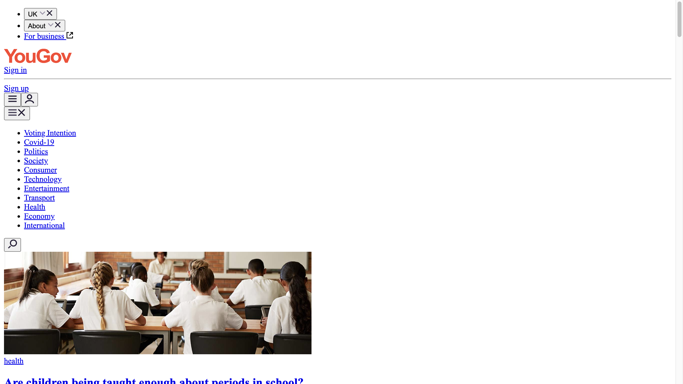 UK
About
For business
YouGov
Sign in
Sign up
Voting Intention
Covid-19
Politics
Society
Consumer
Technology
Entertainment
Transport
Health
Economy
International
health
Are children being taught enough about periods in school?